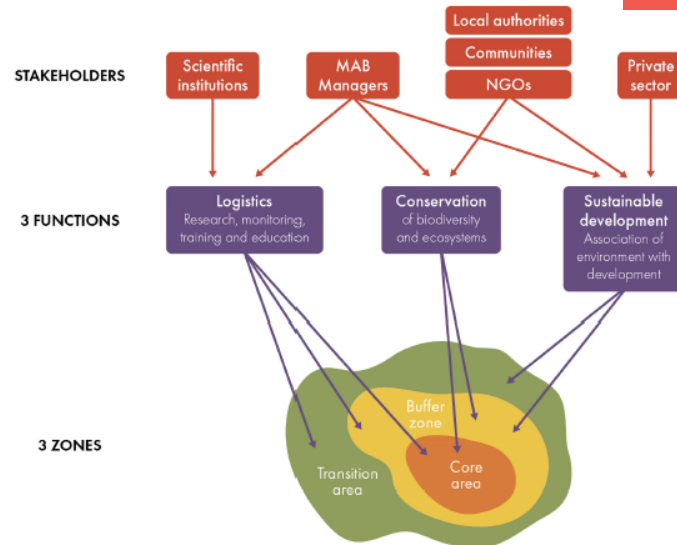 STAKEHOLDERS
Scientific
institutions
MAB
Managers
Local authorities
Communities
NGOs
Private
sector
3 FUNCTIONS
Logistics
Research, monitoring,
training and education
Conservation
of biodiversity
and ecosystems
Sustainable
development
Association of
environment with
development
3 ZONES
Buffer
zone
Transition
area
Core
area